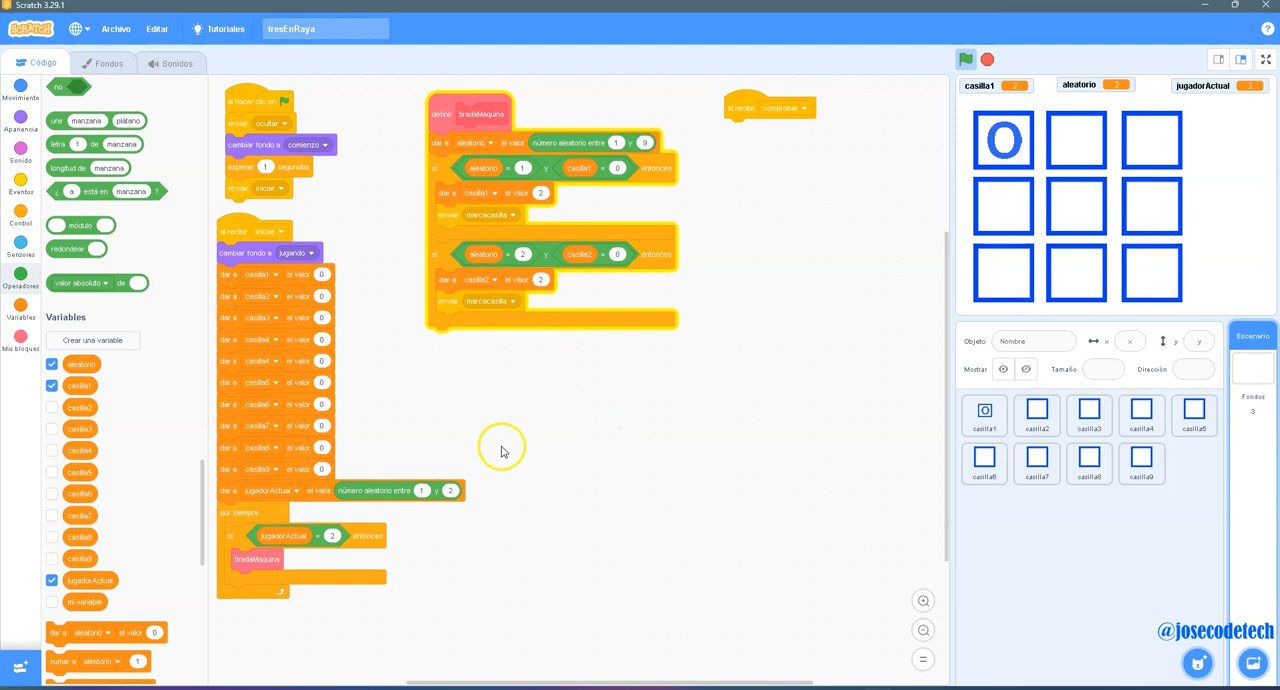 Scratch 3.29.1
SCRATCH Archivo Editar Tutoriales tresEnRaya ?
Código Fondos Sonidos
Movimiento
Apariencia
Sonido
Eventos
Control
Sensores
Operadores
Variables
Mis bloques
no
unir manzana plátano
letra 1 de manzana
longitud de manzana
¿ a está en manzana ?
módulo
redondear
valor absoluto de
Variables
Crear una variable
aleatorio
casilla1
casilla2
casilla3
casilla4
casilla5
casilla6
casilla7
casilla8
casilla9
jugadorActual
mi variable
dar a aleatorio el valor 0
sumar a aleatorio 1
al hacer clic en
enviar ocultar
cambiar fondo a comienzo
esperar 1 segundos
enviar iniciar
al recibir iniciar
cambiar fondo a jugando
dar a casilla1 el valor 0
dar a casilla2 el valor 0
dar a casilla3 el valor 0
dar a casilla4 el valor 0
dar a casilla4 el valor 0
dar a casilla5 el valor 0
dar a casilla6 el valor 0
dar a casilla7 el valor 0
dar a casilla8 el valor 0
dar a casilla9 el valor 0
dar a jugadorActual el valor número aleatorio entre 1 y 2
por siempre
si jugadorActual = 2 entonces
tiradaMaquina
definir tiradaMaquina
dar a aleatorio el valor número aleatorio entre 1 y 9
si aleatorio = 1 y casilla1 = 0 entonces
dar a casilla1 el valor 2
enviar marcacasilla
si aleatorio = 2 y casilla2 = 0 entonces
dar a casilla2 el valor 2
enviar marcacasilla
al recibir comprobar
casilla1 2 aleatorio 2 jugadorActual 2
O
Objeto Nombre x x y y
Mostrar Tamaño Dirección
casilla1 casilla2 casilla3 casilla4 casilla5
casilla6 casilla7 casilla8 casilla9
Escenario
Fondos
3
@josecodetech